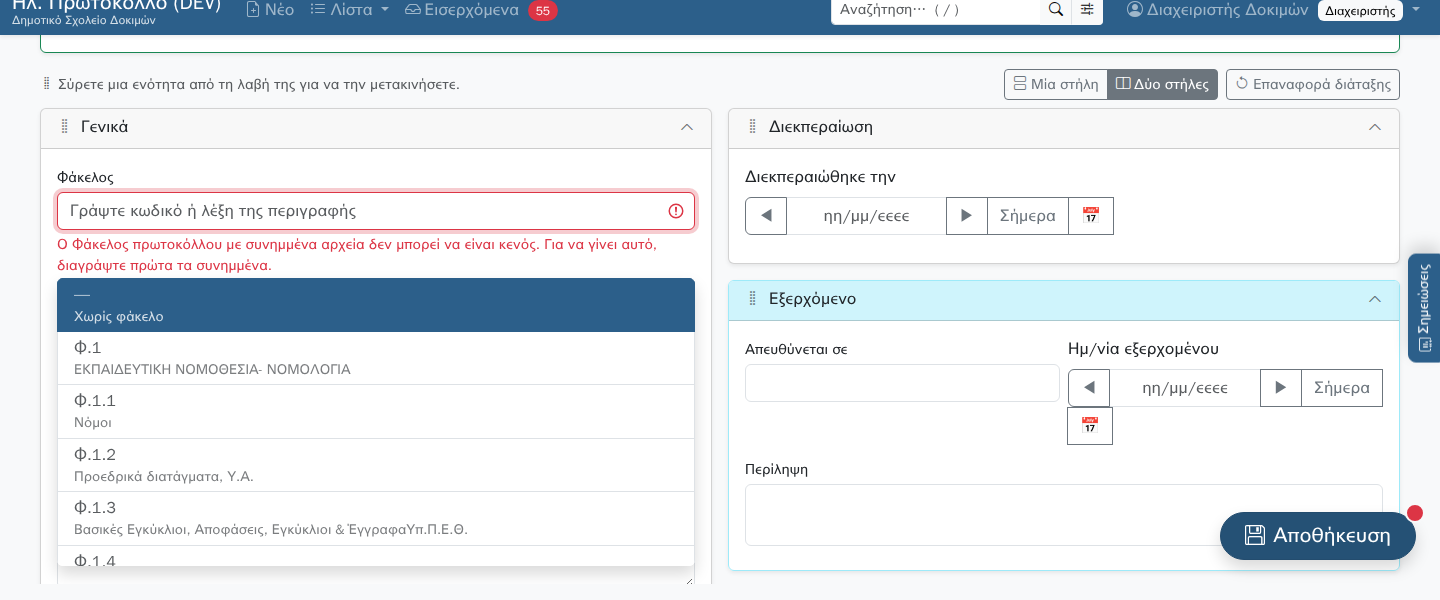 Ηλ. Πρωτόκολλο (DEV)
Δημοτικό Σχολείο Δοκιμών
Νέο
Λίστα
Εισερχόμενα 55
Αναζήτηση… ( / )
Διαχειριστής Δοκιμών
Διαχειριστής
Σύρετε μια ενότητα από τη λαβή της για να την μετακινήσετε.
Μία στήλη
Δύο στήλες
Επαναφορά διάταξης
Γενικά
Φάκελος
Γράψτε κωδικό ή λέξη της περιγραφής
Ο Φάκελος πρωτοκόλλου με συνημμένα αρχεία δεν μπορεί να είναι κενός. Για να γίνει αυτό,
διαγράψτε πρώτα τα συνημμένα.
—
Χωρίς φάκελο
Φ.1
ΕΚΠΑΙΔΕΥΤΙΚΗ ΝΟΜΟΘΕΣΙΑ- ΝΟΜΟΛΟΓΙΑ
Φ.1.1
Νόμοι
Φ.1.2
Προεδρικά διατάγματα, Υ.Α.
Φ.1.3
Βασικές Εγκύκλιοι, Αποφάσεις, Εγκύκλιοι & ΈγγραφαΥπ.Π.Ε.Θ.
Φ.1.4
Διεκπεραίωση
Διεκπεραιώθηκε την
ηη/μμ/εεεε
Σήμερα
Εξερχόμενο
Απευθύνεται σε
Ημ/νία εξερχομένου
ηη/μμ/εεεε
Σήμερα
Περίληψη
Αποθήκευση
Σημειώσεις